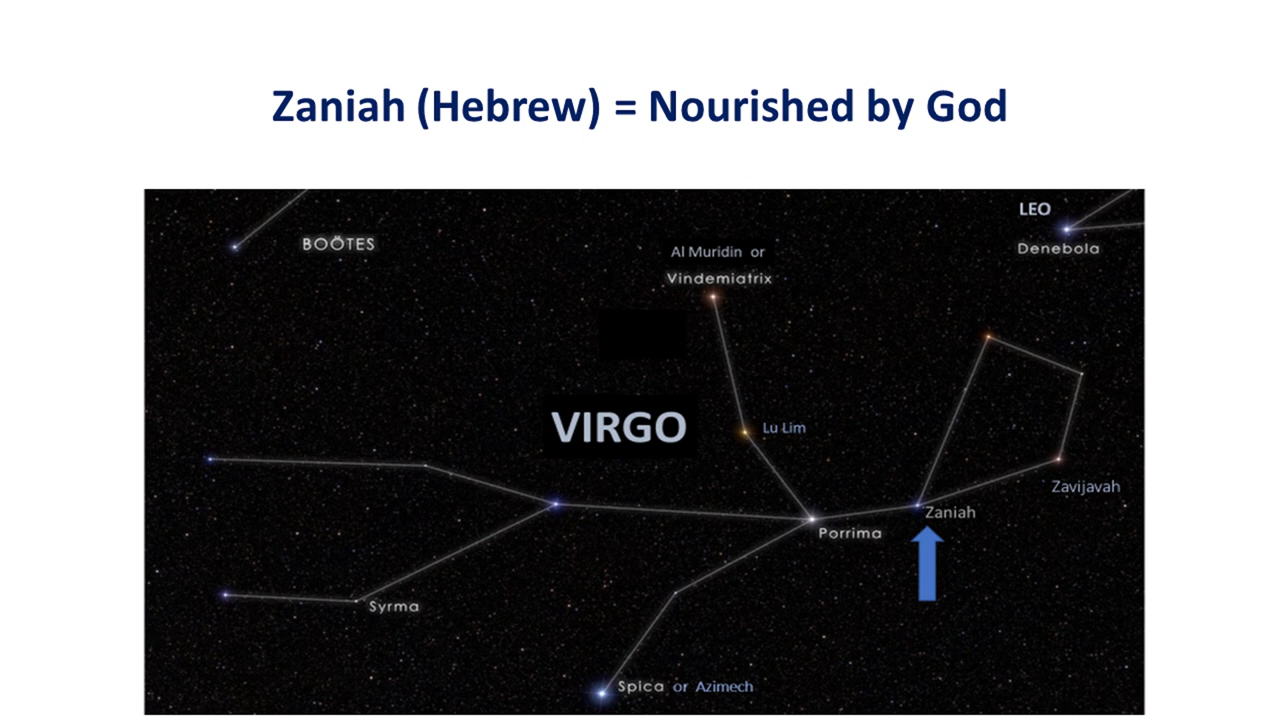 Zaniah (Hebrew) = Nourished by God
LEO
BOÖTES
Denebola
Al Muridin or
Vindemiatrix
VIRGO
Lu Lim
Zavijavah
Zaniah
Porrima
Syrma
Spica or Azimech